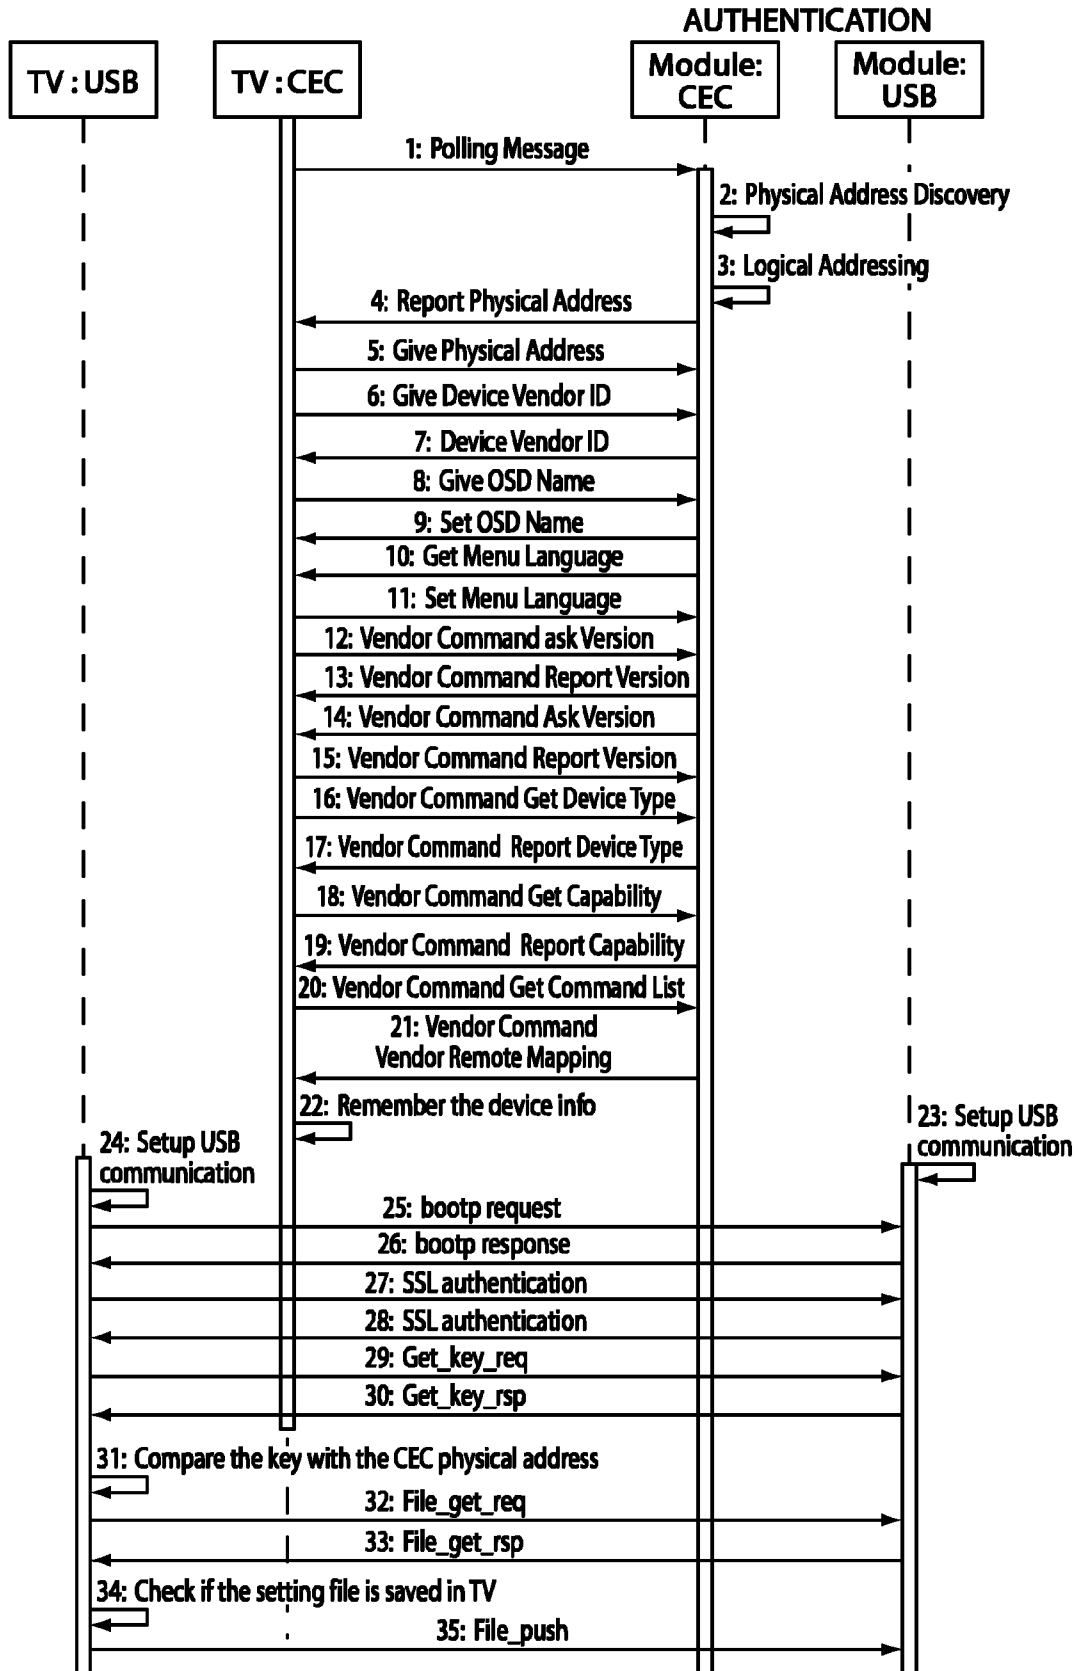 AUTHENTICATION
TV : USB
TV : CEC
Module:
CEC
Module:
USB
1: Polling Message
2: Physical Address Discovery
3: Logical Addressing
4: Report Physical Address
5: Give Physical Address
6: Give Device Vendor ID
7: Device Vendor ID
8: Give OSD Name
9: Set OSD Name
10: Get Menu Language
11: Set Menu Language
12: Vendor Command ask Version
13: Vendor Command Report Version
14: Vendor Command Ask Version
15: Vendor Command Report Version
16: Vendor Command Get Device Type
17: Vendor Command Report Device Type
18: Vendor Command Get Capability
19: Vendor Command Report Capability
20: Vendor Command Get Command List
21: Vendor Command
Vendor Remote Mapping
22: Remember the device info
23: Setup USB
communication
24: Setup USB
communication
25: bootp request
26: bootp response
27: SSL authentication
28: SSL authentication
29: Get_key_req
30: Get_key_rsp
31: Compare the key with the CEC physical address
32: File_get_req
33: File_get_rsp
34: Check if the setting file is saved in TV
35: File_push